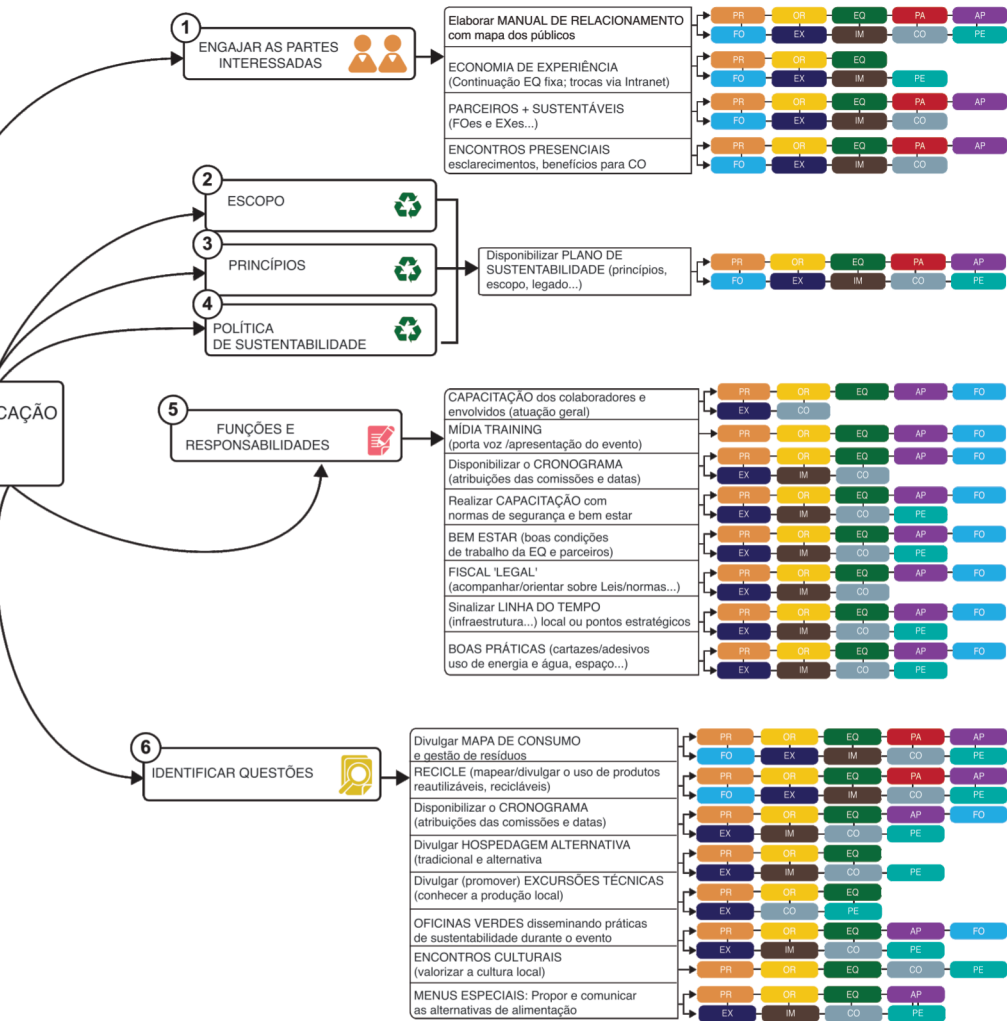 1
ENGAJAR AS PARTES
INTERESSADAS
Elaborar MANUAL DE RELACIONAMENTO
com mapa dos públicos
PR OR EQ PA AP
FO EX IM CO PE
ECONOMIA DE EXPERIÊNCIA
(Continuação EQ fixa; trocas via Intranet)
PR OR EQ
FO EX IM PE
PARCEIROS + SUSTENTÁVEIS
(FOes e EXes...)
PR OR EQ PA AP
FO EX IM CO
ENCONTROS PRESENCIAIS
esclarecimentos, benefícios para CO
PR OR EQ PA AP
FO EX IM CO
2
ESCOPO
3
PRINCÍPIOS
4
POLÍTICA
DE SUSTENTABILIDADE
Disponibilizar PLANO DE
SUSTENTABILIDADE (princípios,
escopo, legado...)
PR OR EQ PA AP
FO EX IM CO PE
CAÇÃO
5
FUNÇÕES E
RESPONSABILIDADES
CAPACITAÇÃO dos colaboradores e
envolvidos (atuação geral)
PR OR EQ AP FO
EX CO
MÍDIA TRAINING
(porta voz /apresentação do evento)
PR OR EQ AP FO
Disponibilizar o CRONOGRAMA
(atribuições das comissões e datas)
PR OR EQ AP FO
EX IM CO
Realizar CAPACITAÇÃO com
normas de segurança e bem estar
PR OR EQ AP FO
EX IM CO PE
BEM ESTAR (boas condições
de trabalho da EQ e parceiros)
PR OR EQ AP FO
EX IM CO PE
FISCAL 'LEGAL'
(acompanhar/orientar sobre Leis/normas...)
PR OR EQ AP FO
EX IM CO
Sinalizar LINHA DO TEMPO
(infraestrutura...) local ou pontos estratégicos
PR OR EQ AP FO
EX IM CO PE
BOAS PRÁTICAS (cartazes/adesivos
uso de energia e água, espaço...)
PR OR EQ AP FO
EX IM CO PE
6
IDENTIFICAR QUESTÕES
Divulgar MAPA DE CONSUMO
e gestão de resíduos
PR OR EQ PA AP
FO EX IM CO PE
RECICLE (mapear/divulgar o uso de produtos
reautilizáveis, recicláveis)
PR OR EQ PA AP
FO EX IM CO PE
Disponibilizar o CRONOGRAMA
(atribuições das comissões e datas)
PR OR EQ AP FO
EX IM CO PE
Divulgar HOSPEDAGEM ALTERNATIVA
(tradicional e alternativa
PR OR EQ
EX IM CO PE
Divulgar (promover) EXCURSÕES TÉCNICAS
(conhecer a produção local)
PR OR EQ
EX CO PE
OFICINAS VERDES disseminando práticas
de sustentabilidade durante o evento
PR OR EQ AP FO
EX IM CO PE
ENCONTROS CULTURAIS
(valorizar a cultura local)
PR OR EQ CO PE
MENUS ESPECIAIS: Propor e comunicar
as alternativas de alimentação
PR OR EQ AP
EX IM CO PE